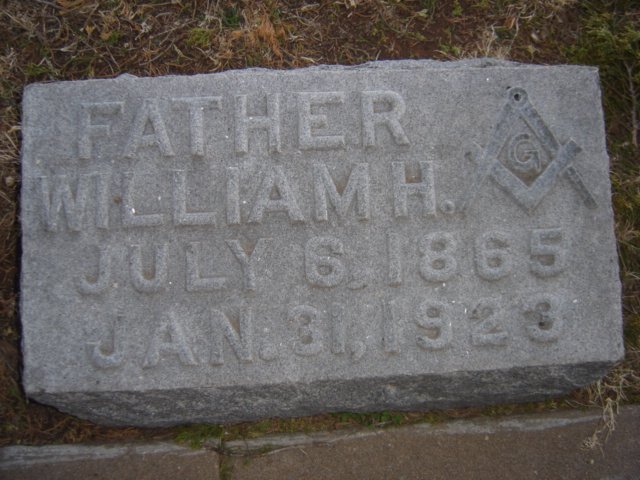 FATHER
WILLIAM H.
G
JULY 6, 1865
JAN. 31, 1923